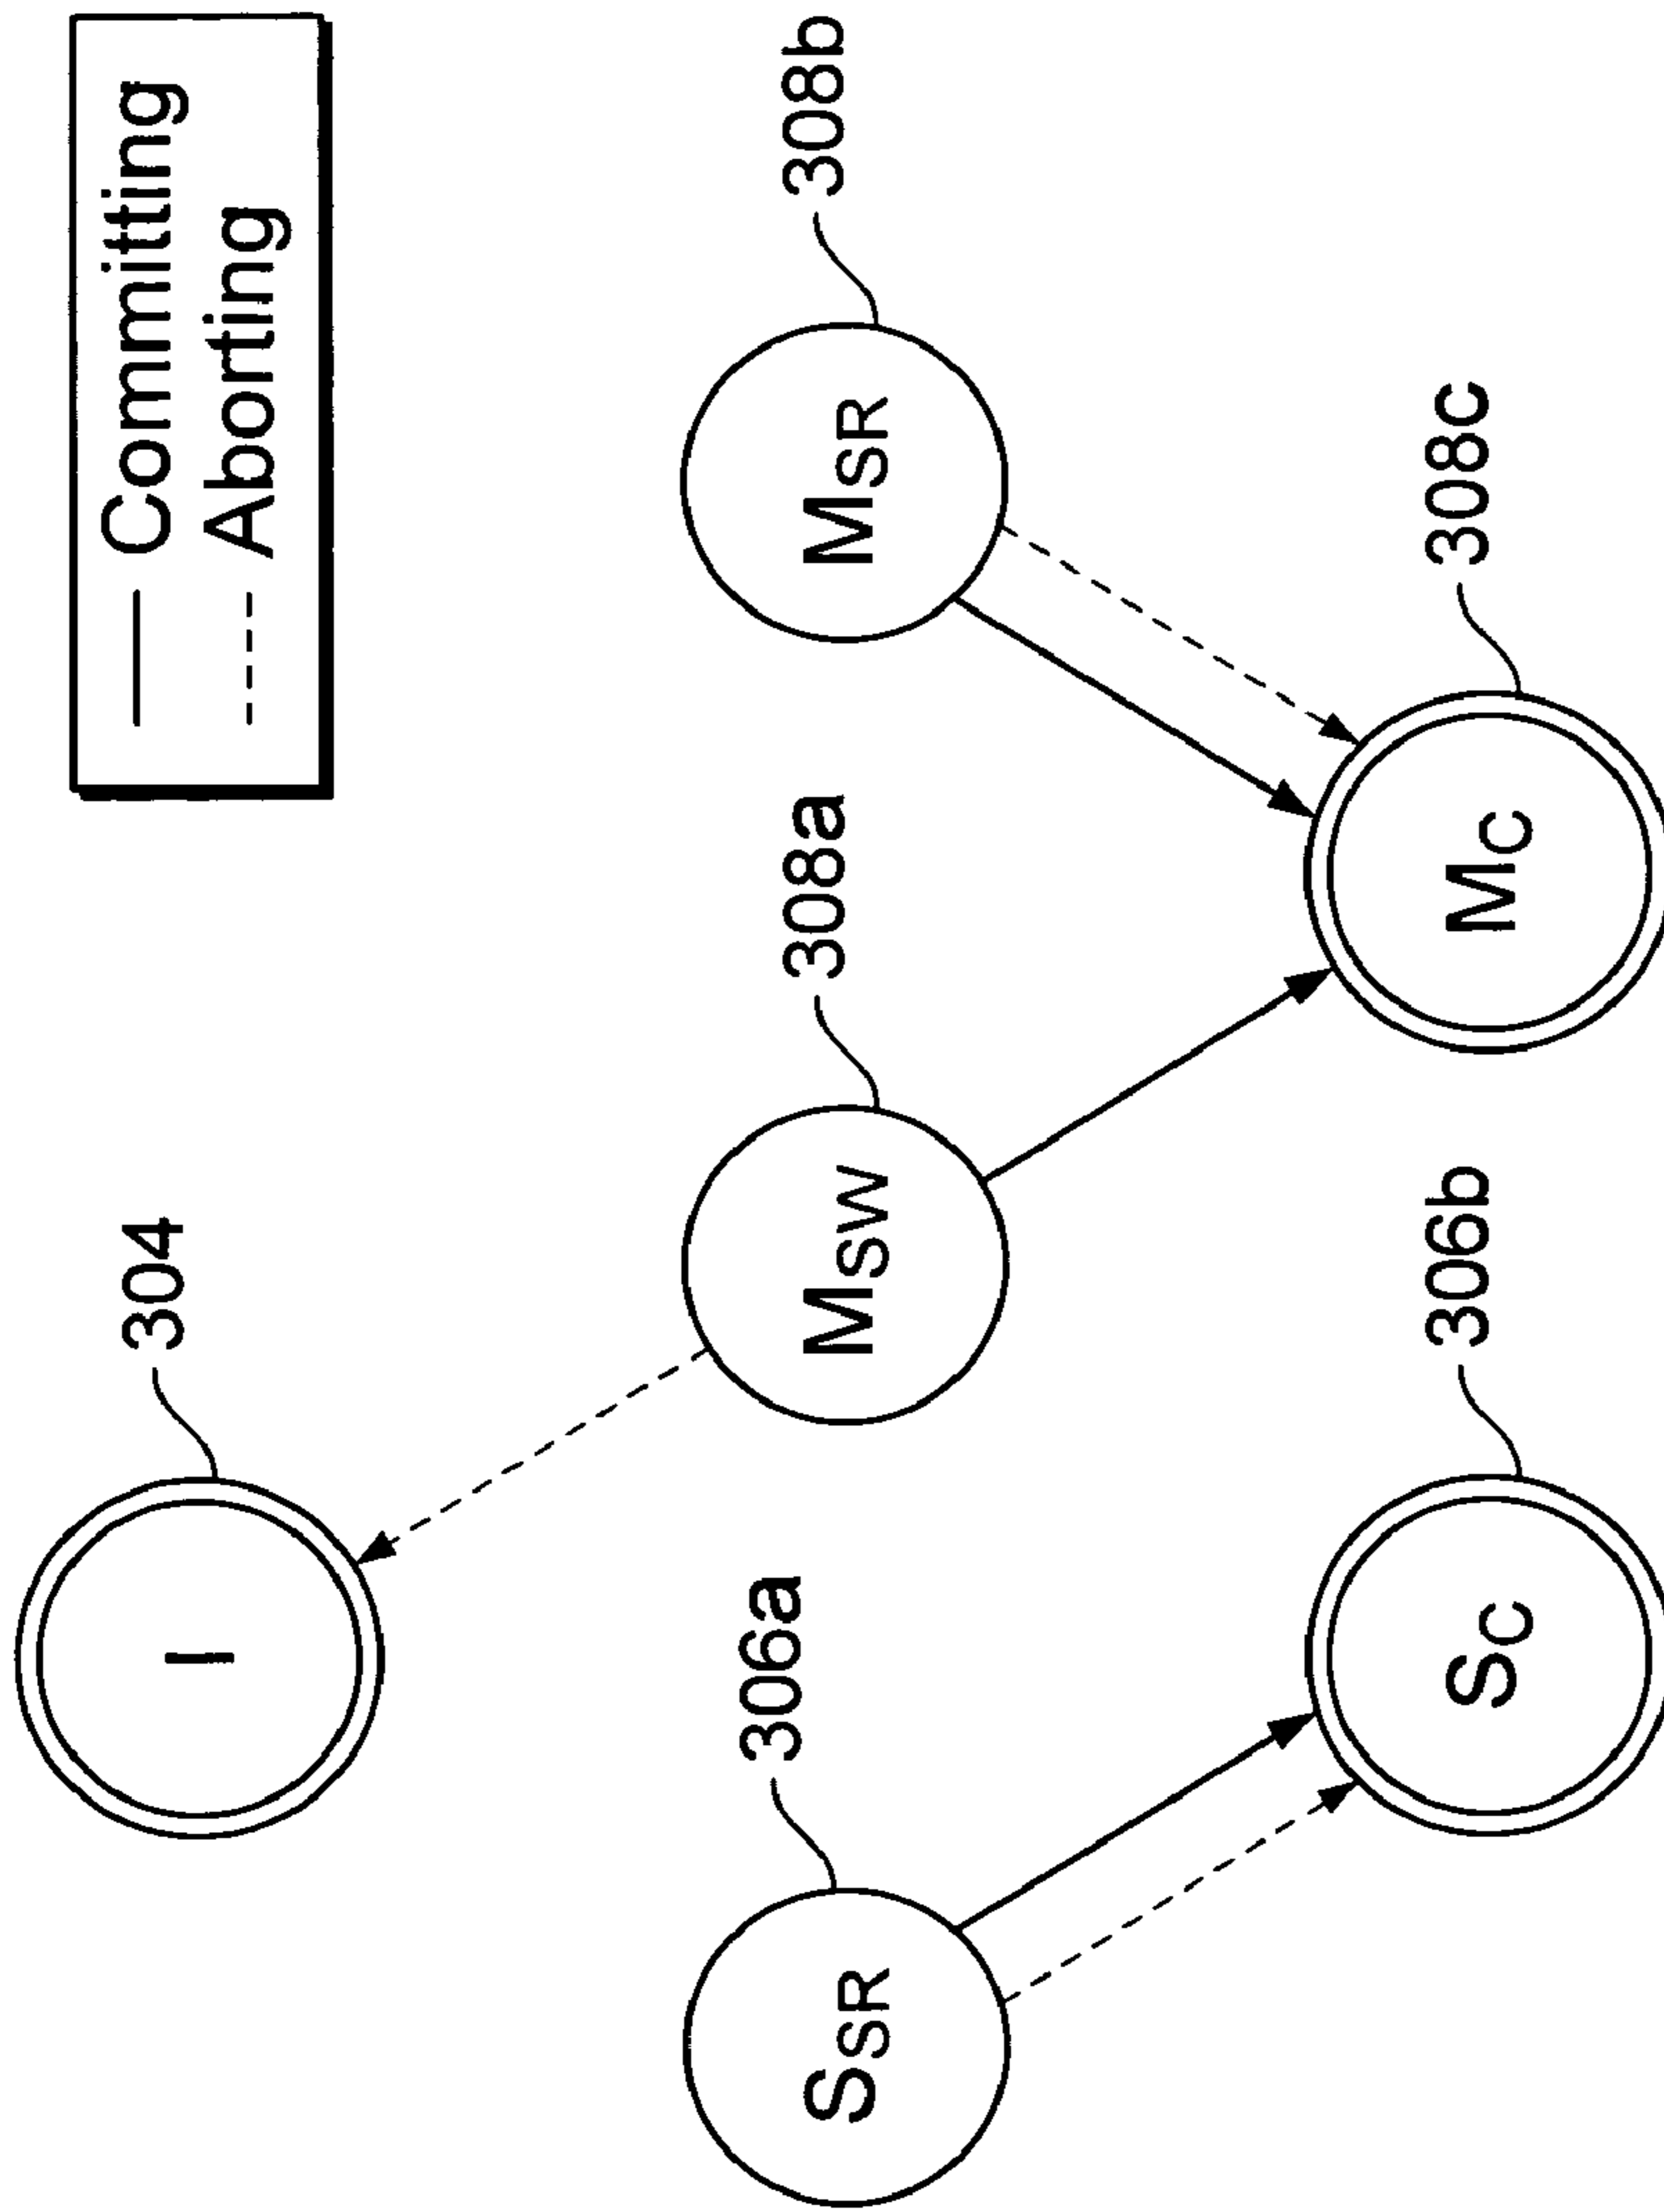 Committing
Aborting
I
304
306a
308a
308b
SSR
MSW
MSR
306b
308c
SC
MC